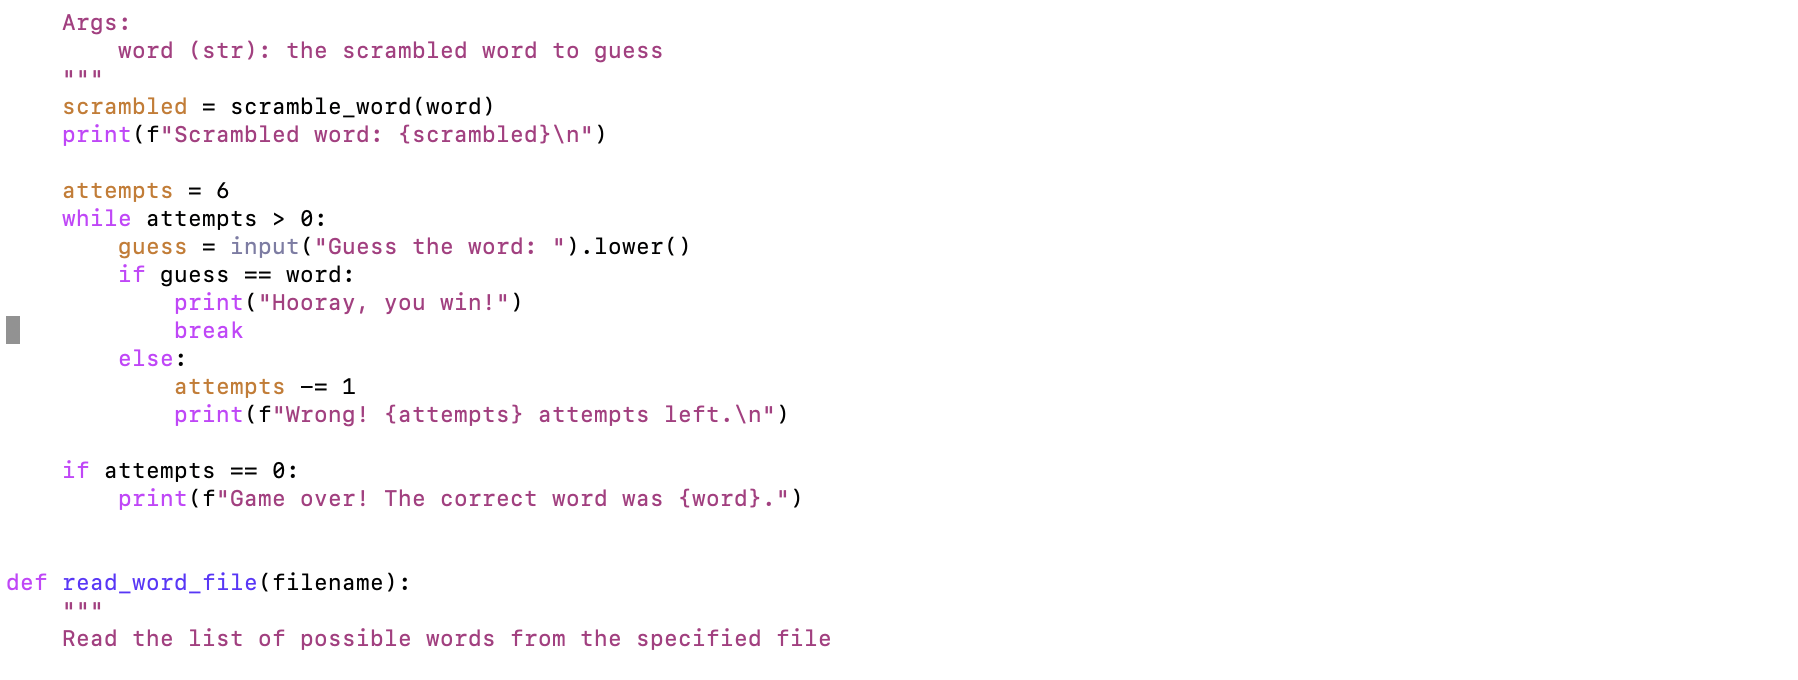 Args:
word (str): the scrambled word to guess
"""
scrambled = scramble_word(word)
print(f"Scrambled word: {scrambled}\n")
attempts = 6
while attempts > 0:
guess = input("Guess the word: ").lower()
if guess == word:
print("Hooray, you win!")
break
else:
attempts -= 1
print(f"Wrong! {attempts} attempts left.\n")
if attempts == 0:
print(f"Game over! The correct word was {word}.")
def read_word_file(filename):
"""
Read the list of possible words from the specified file